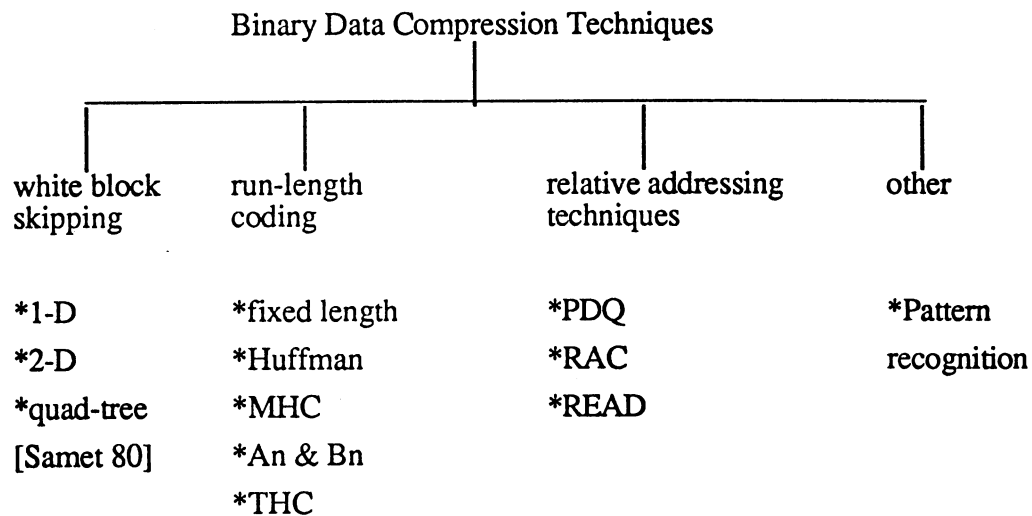 Binary Data Compression Techniques
white block
skipping
run-length
coding
relative addressing
techniques
other
*1-D
*2-D
*quad-tree
[Samet 80]
*fixed length
*Huffman
*MHC
*An & Bn
*THC
*PDQ
*RAC
*READ
*Pattern
recognition